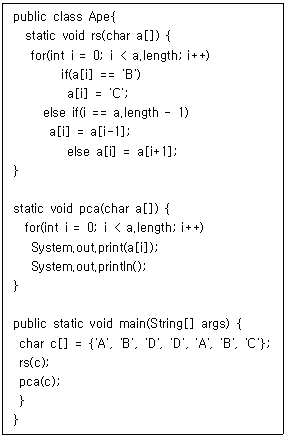 public class Ape{
static void rs(char a[]) {
for(int i = 0; i < a.length; i++)
if(a[i] == 'B')
a[i] = 'C';
else if(i == a.length - 1)
a[i] = a[i-1];
else a[i] = a[i+1];
}
static void pca(char a[]) {
for(int i = 0; i < a.length; i++)
System.out.print(a[i]);
System.out.println();
}
public static void main(String[] args) {
char c[] = {'A', 'B', 'D', 'D', 'A', 'B', 'C'};
rs(c);
pca(c);
}
}